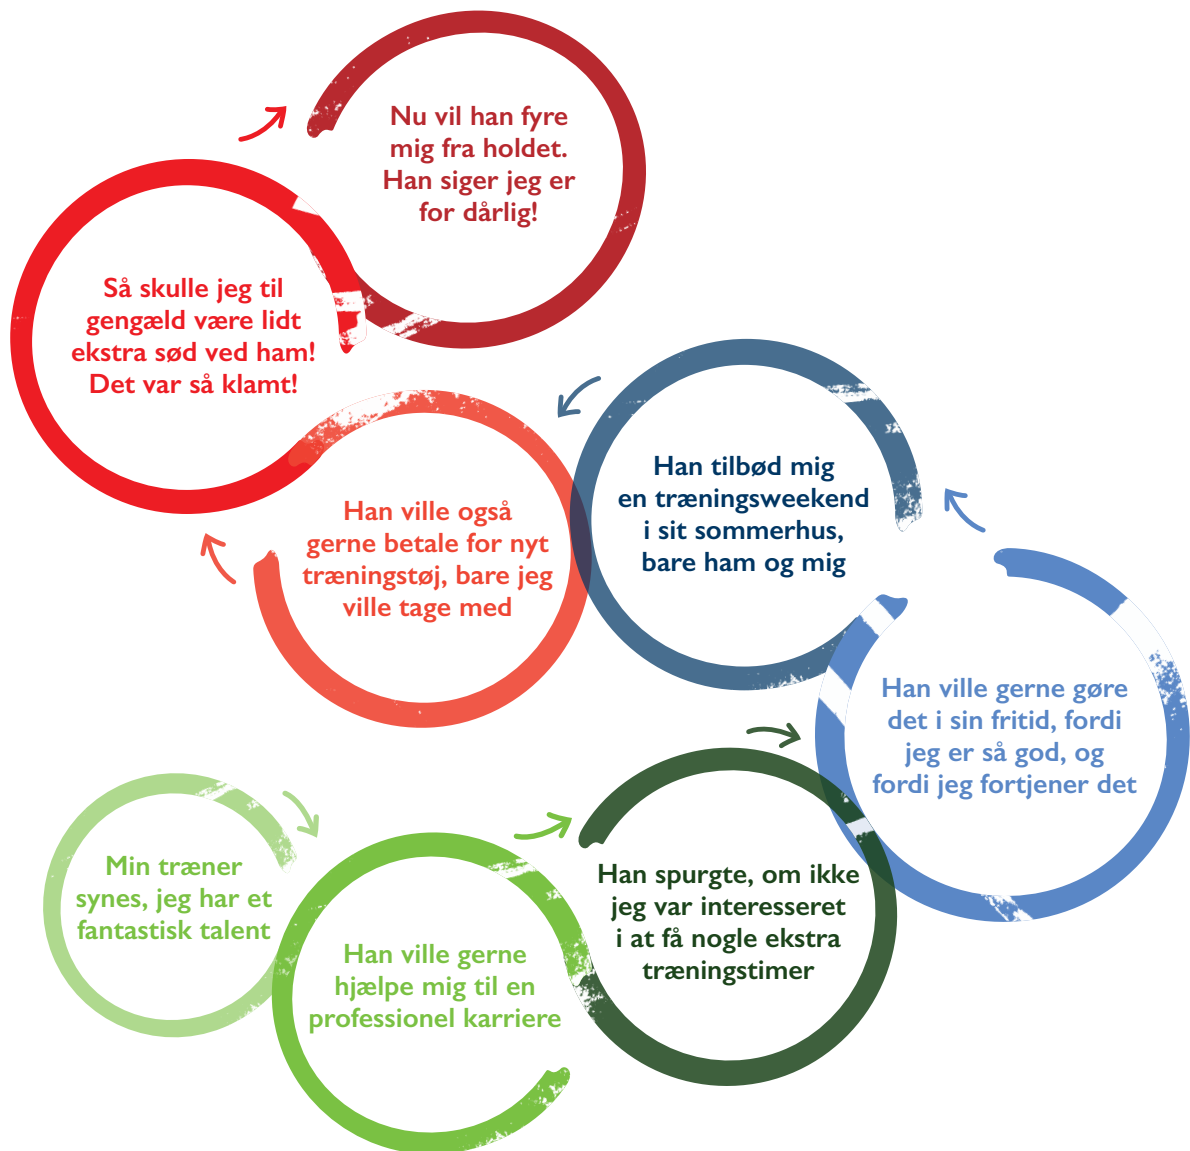 Nu vil han fyre
mig fra holdet.
Han siger jeg er
for dårlig!
Så skulle jeg til
gengæld være lidt
ekstra sød ved ham!
Det var så klamt!
Han tilbød mig
en træningsweekend
i sit sommerhus,
bare ham og mig
Han ville også
gerne betale for nyt
træningstøj, bare jeg
ville tage med
Han ville gerne gøre
det i sin fritid, fordi
jeg er så god, og
fordi jeg fortjener det
Min træner
synes, jeg har et
fantastisk talent
Han spurgte, om ikke
jeg var interesseret
i at få nogle ekstra
træningstimer
Han ville gerne
hjælpe mig til en
professionel karriere